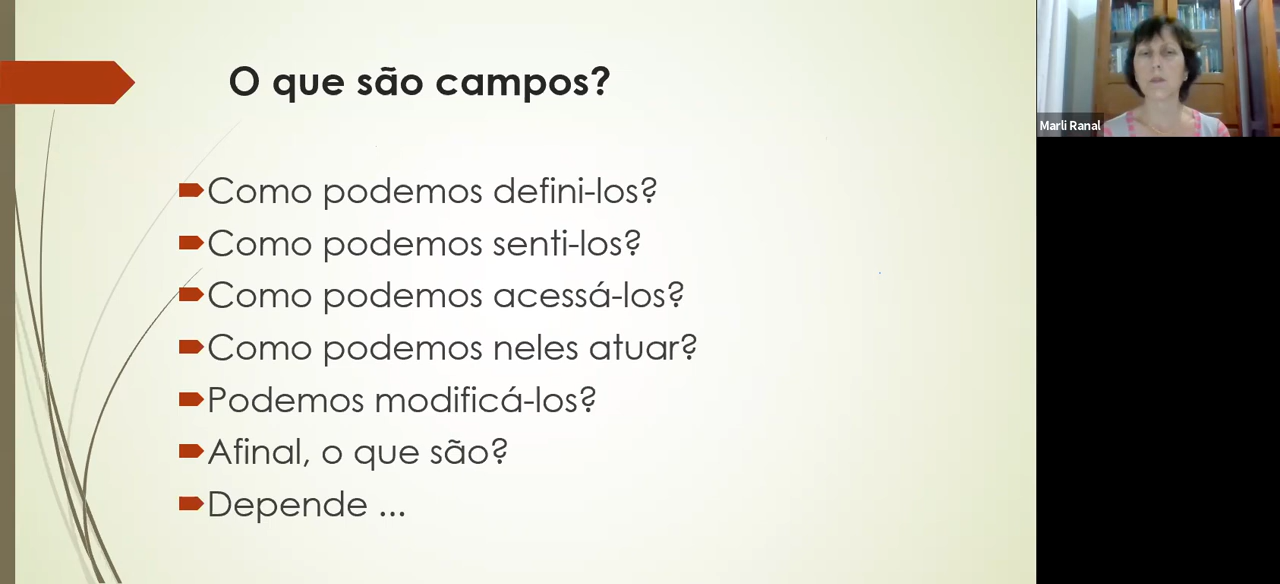 O que são campos?
Como podemos defini-los?
Como podemos senti-los?
Como podemos acessá-los?
Como podemos neles atuar?
Podemos modificá-los?
Afinal, o que são?
Depende ...
Marli Ranal